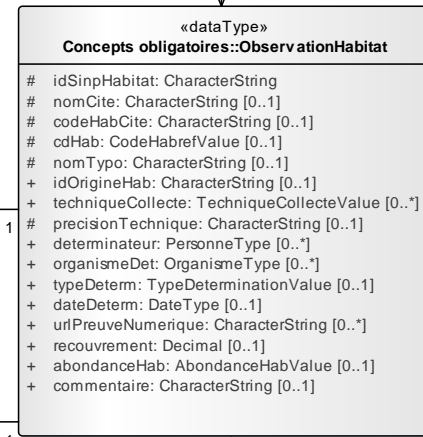 «dataType»
Concepts obligatoires::ObservationHabitat
# idSinpHabitat: CharacterString
# nomCite: CharacterString [0..1]
# codeHabCite: CharacterString [0..1]
# cdHab: CodeHabrefValue [0..1]
# nomTypo: CharacterString [0..1]
+ idOrigineHab: CharacterString [0..1]
+ techniqueCollecte: TechniqueCollecteValue [0..*]
1
# precisionTechnique: CharacterString [0..1]
+ determinateur: PersonneType [0..*]
+ organismeDet: OrganismeType [0..*]
+ typeDeterm: TypeDeterminationValue [0..1]
+ dateDeterm: DateType [0..1]
+ urlPreuveNumerique: CharacterString [0..*]
+ recouvrement: Decimal [0..1]
+ abondanceHab: AbondanceHabValue [0..1]
+ commentaire: CharacterString [0..1]